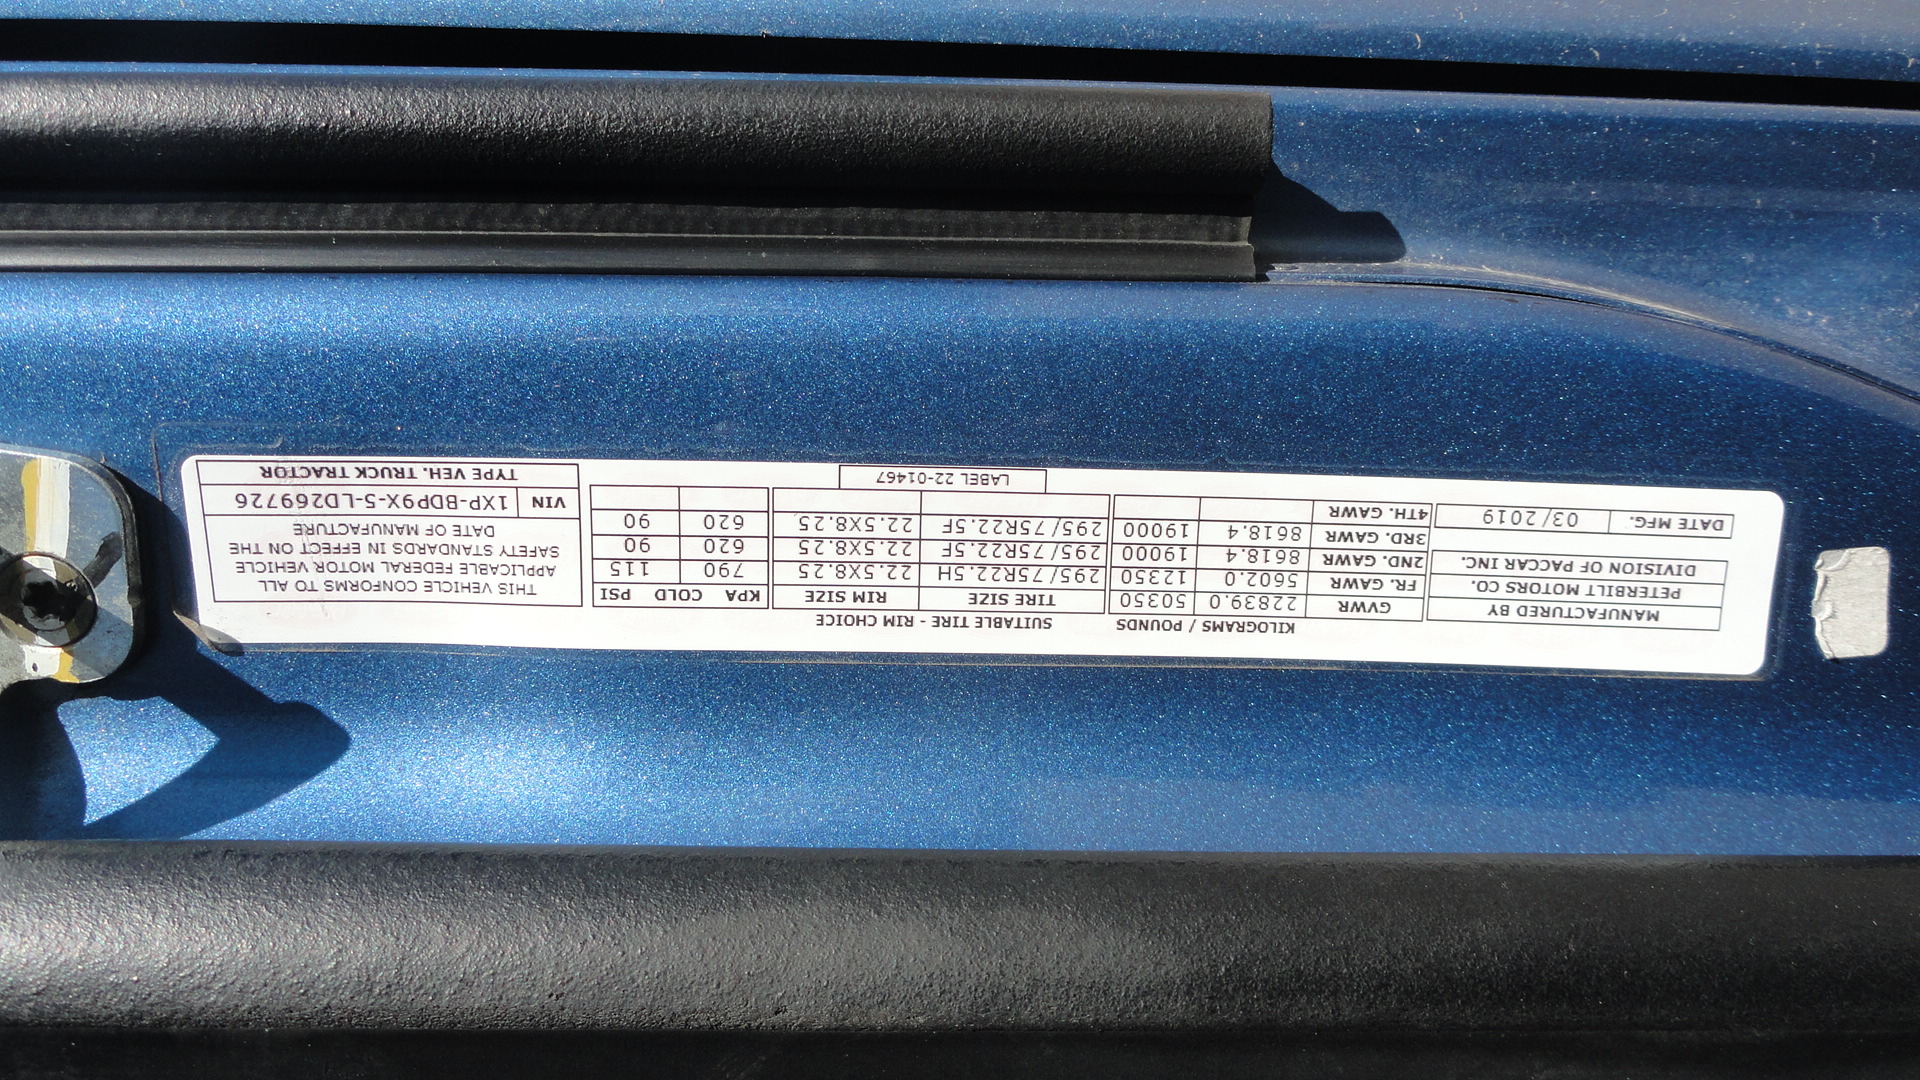 MANUFACTURED BY
PETERBILT MOTORS CO.
DIVISION OF PACCAR INC.
DATE MFG. 03/2019
KILOGRAMS / POUNDS
GVWR 22839.0 50350
FR. GAWR 5602.0 12350
2ND. GAWR 8618.4 19000
3RD. GAWR 8618.4 19000
4TH. GAWR
SUITABLE TIRE - RIM CHOICE
TIRE SIZE RIM SIZE KPA COLD PSI
295/75R22.5H 22.5X8.25 790 115
295/75R22.5F 22.5X8.25 620 90
295/75R22.5F 22.5X8.25 620 90
LABEL 22-01467
THIS VEHICLE CONFORMS TO ALL
APPLICABLE FEDERAL MOTOR VEHICLE
SAFETY STANDARDS IN EFFECT ON THE
DATE OF MANUFACTURE
VIN 1XP-BDP9X-5-LD269726
TYPE VEH. TRUCK TRACTOR